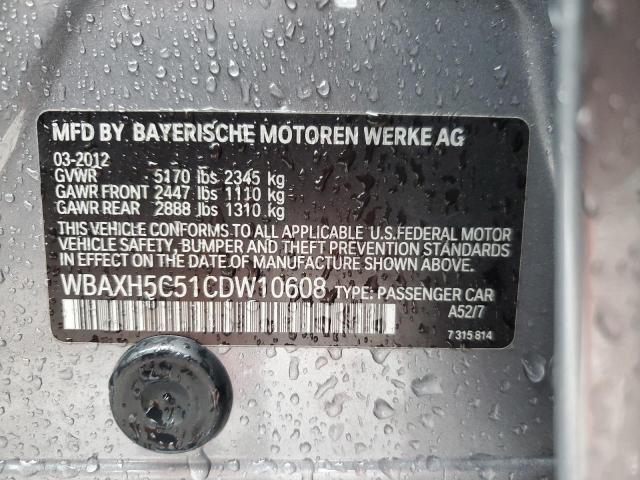 MFD BY BAYERISCHE MOTOREN WERKE AG
03-2012
GVWR 5170 lbs 2345 kg
GAWR FRONT 2447 lbs 1110 kg
GAWR REAR 2888 lbs 1310 kg
THIS VEHICLE CONFORMS TO ALL APPLICABLE U.S. FEDERAL MOTOR
VEHICLE SAFETY, BUMPER AND THEFT PREVENTION STANDARDS
IN EFFECT ON THE DATE OF MANUFACTURE SHOWN ABOVE.
WBAXH5C51CDW10608 TYPE: PASSENGER CAR
A52/7
7 315 814